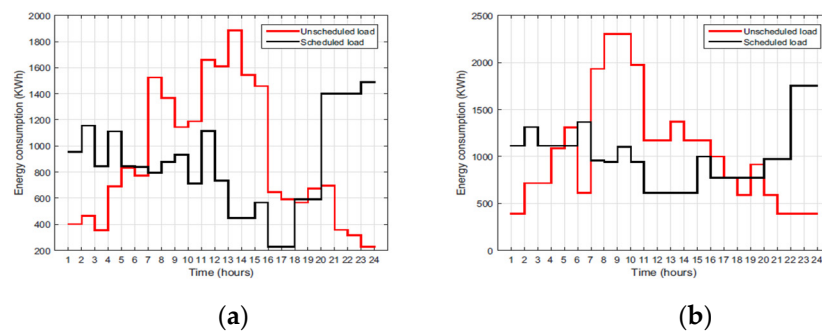 2000
1800
1600
1400
1200
1000
800
600
400
200
Energy consumption (KWh)
Unscheduled load
Scheduled load
1 2 3 4 5 6 7 8 9 10 11 12 13 14 15 16 17 18 19 20 21 22 23 24
Time (hours)
(a)
2500
2000
1500
1000
500
0
Energy consumption (KWh)
Unscheduled load
Scheduled load
1 2 3 4 5 6 7 8 9 10 11 12 13 14 15 16 17 18 19 20 21 22 23 24
Time (hours)
(b)